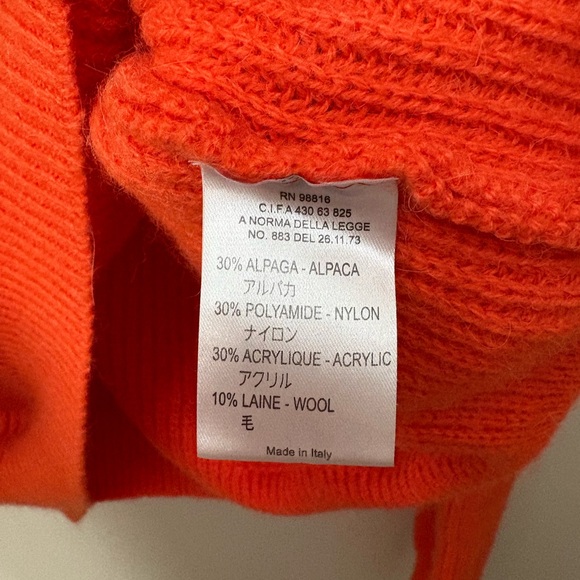 RN 98816
C.I.F.A 430 63 825
A NORMA DELLA LEGGE
NO. 883 DEL 26.11.73
30% ALPAGA - ALPACA
アルパカ
30% POLYAMIDE - NYLON
ナイロン
30% ACRYLIQUE - ACRYLIC
アクリル
10% LAINE - WOOL
毛
Made in Italy